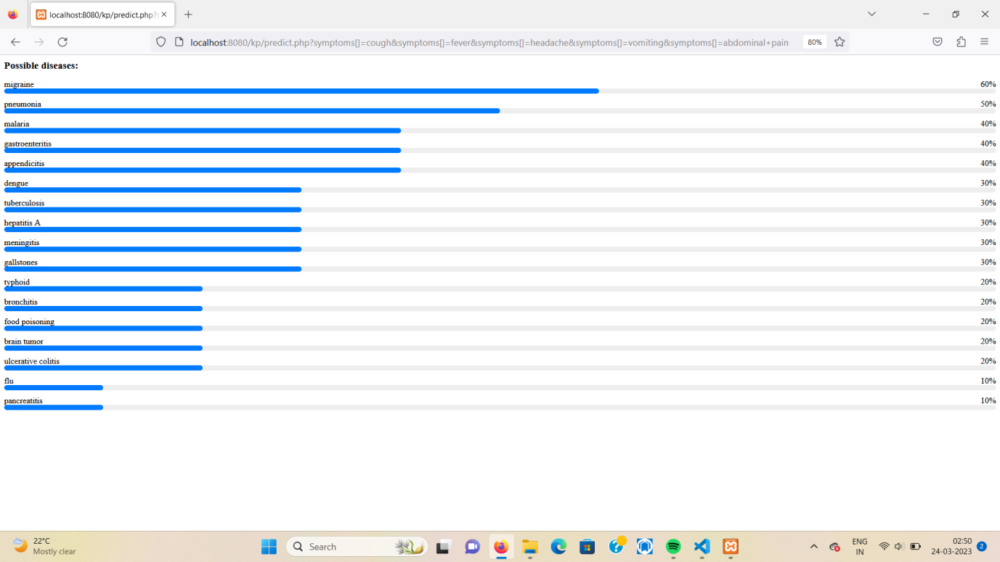 localhost:8080/kp/predict.php?s
localhost:8080/kp/predict.php?symptoms[]=cough&symptoms[]=fever&symptoms[]=headache&symptoms[]=vomiting&symptoms[]=abdominal+pain 80%
Possible diseases:
migraine 60%
pneumonia 50%
malaria 40%
gastroenteritis 40%
appendicitis 40%
dengue 30%
tuberculosis 30%
hepatitis A 30%
meningitis 30%
gallstones 30%
typhoid 20%
bronchitis 20%
food poisoning 20%
brain tumor 20%
ulcerative colitis 20%
flu 10%
pancreatitis 10%
22°C
Mostly clear
Search
ENG
IN
02:50
24-03-2023
2